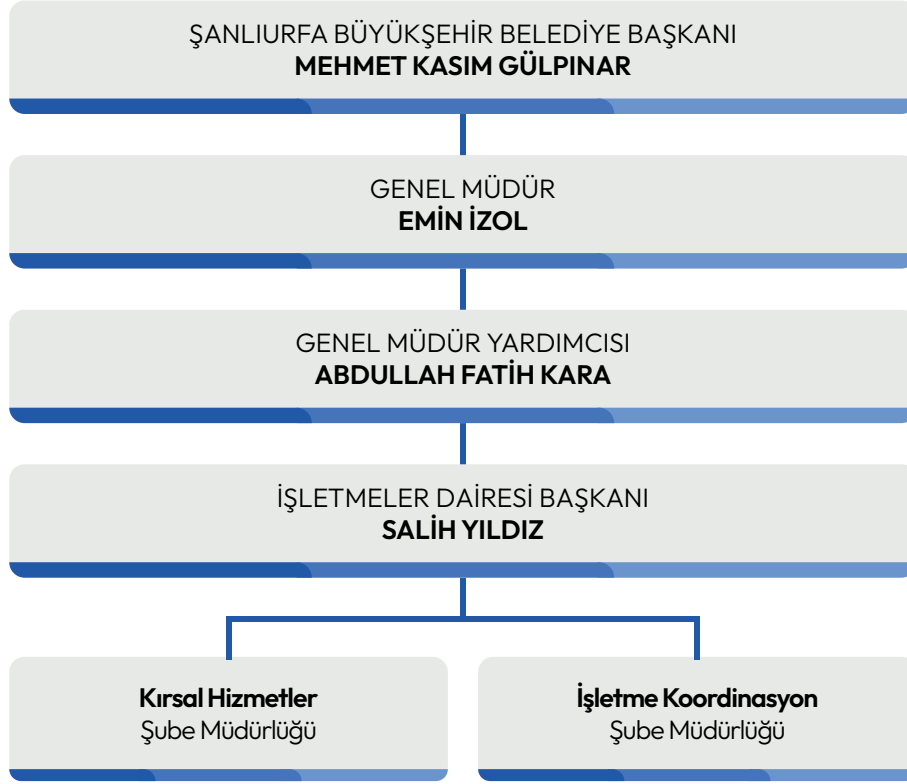 ŞANLIURFA BÜYÜKŞEHİR BELEDİYE BAŞKANI
MEHMET KASIM GÜLPINAR
GENEL MÜDÜR
EMİN İZOL
GENEL MÜDÜR YARDIMCISI
ABDULLAH FATİH KARA
İŞLETMELER DAİRESİ BAŞKANI
SALİH YILDIZ
Kırsal Hizmetler
Şube Müdürlüğü
İşletme Koordinasyon
Şube Müdürlüğü